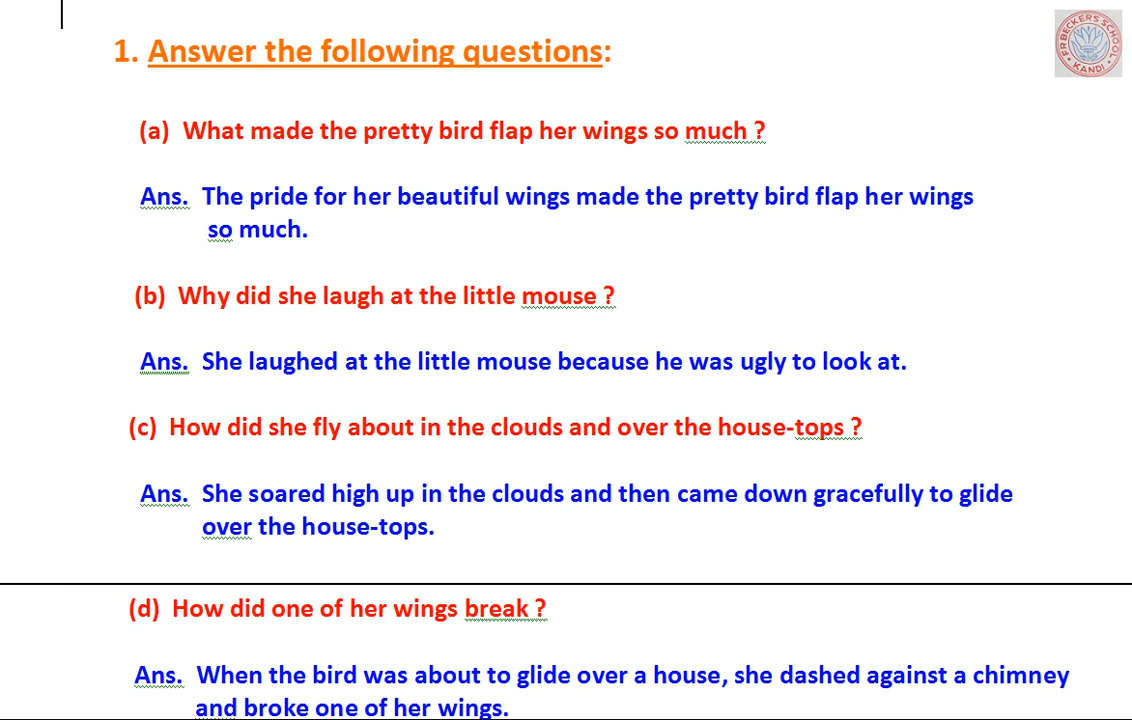 FR BECKERS SCHOOL
KANDI
1. Answer the following questions:
(a) What made the pretty bird flap her wings so much ?
Ans. The pride for her beautiful wings made the pretty bird flap her wings
so much.
(b) Why did she laugh at the little mouse ?
Ans. She laughed at the little mouse because he was ugly to look at.
(c) How did she fly about in the clouds and over the house-tops ?
Ans. She soared high up in the clouds and then came down gracefully to glide
over the house-tops.
(d) How did one of her wings break ?
Ans. When the bird was about to glide over a house, she dashed against a chimney
and broke one of her wings.